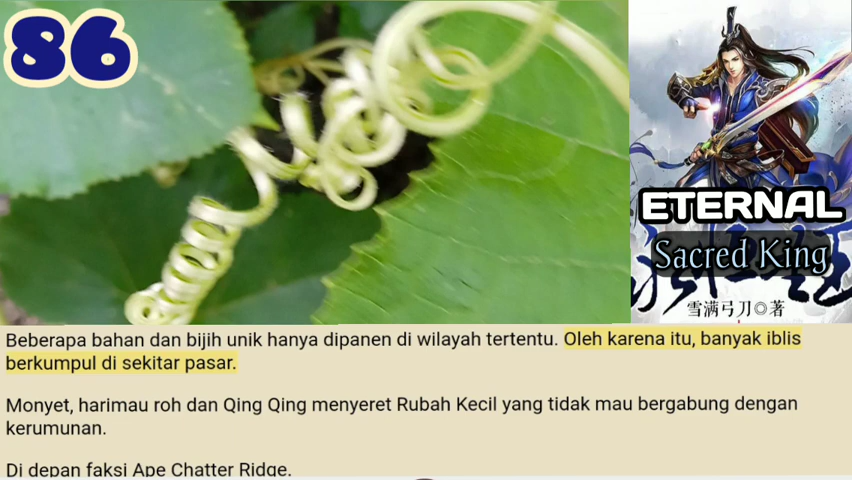 86
ETERNAL
Sacred King
雪满弓刀◎著
Beberapa bahan dan bijih unik hanya dipanen di wilayah tertentu. Oleh karena itu, banyak iblis
berkumpul di sekitar pasar.
Monyet, harimau roh dan Qing Qing menyeret Rubah Kecil yang tidak mau bergabung dengan
kerumunan.
Di depan faksi Ape Chatter Ridge.